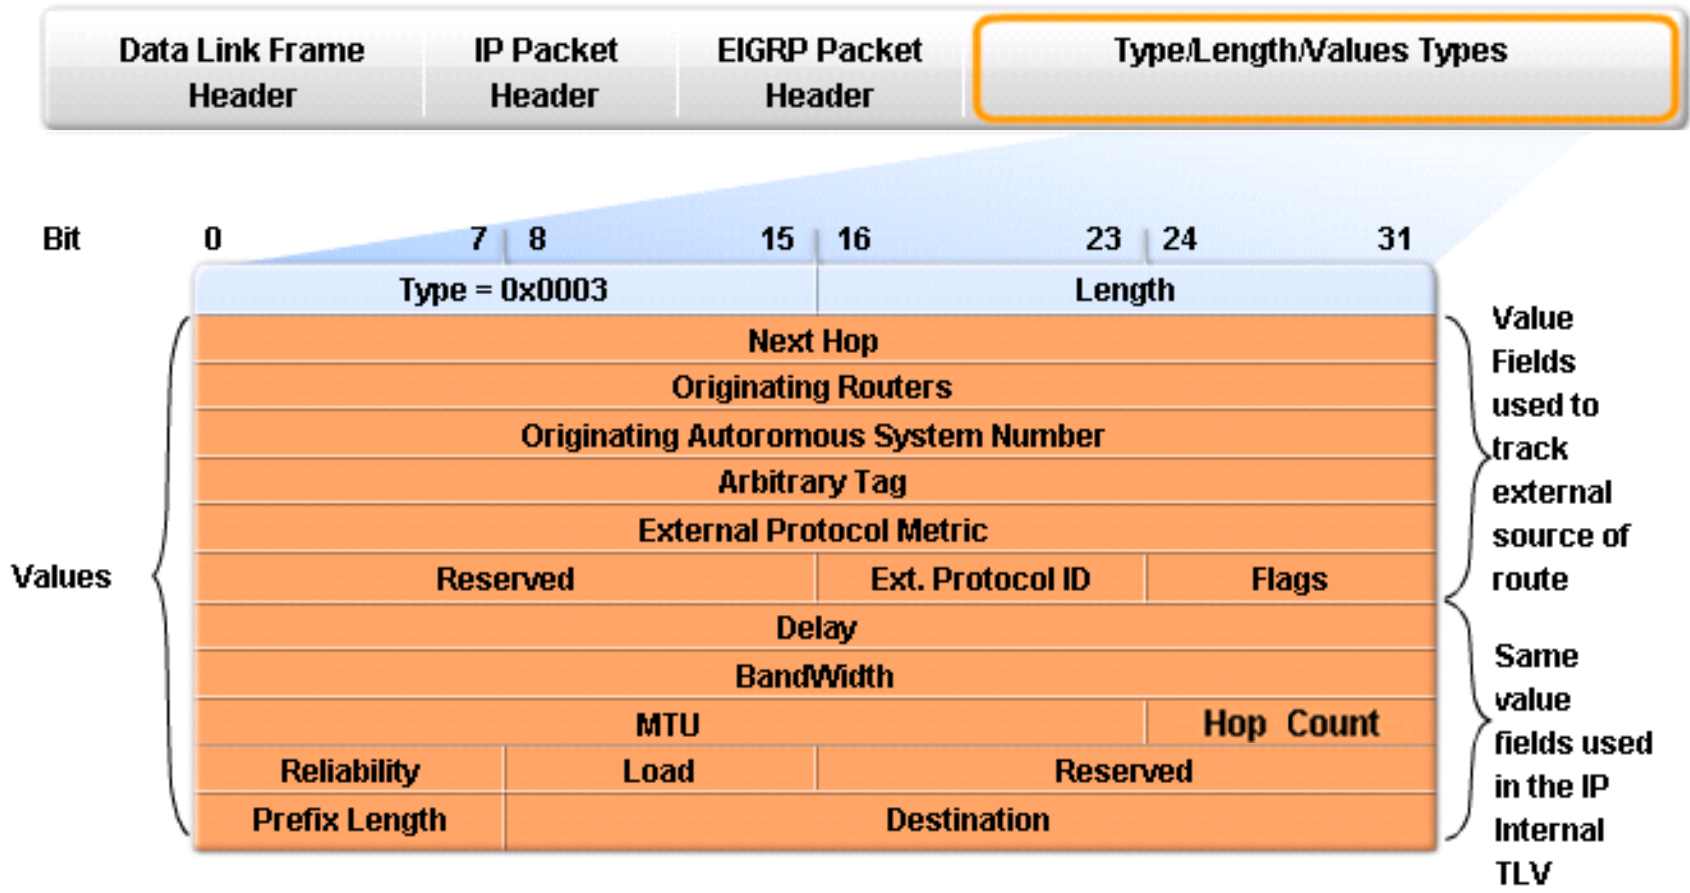 Data Link Frame Header
IP Packet Header
EIGRP Packet Header
Type/Length/Values Types
Bit 0 7 8 15 16 23 24 31
Type = 0x0003 Length
Next Hop
Originating Routers
Originating Autoromous System Number
Arbitrary Tag
External Protocol Metric
Reserved Ext. Protocol ID Flags
Delay
BandWidth
MTU Hop Count
Reliability Load Reserved
Prefix Length Destination
Values
Value
Fields
used to
track
external
source of
route
Same
value
fields used
in the IP
Internal
TLV